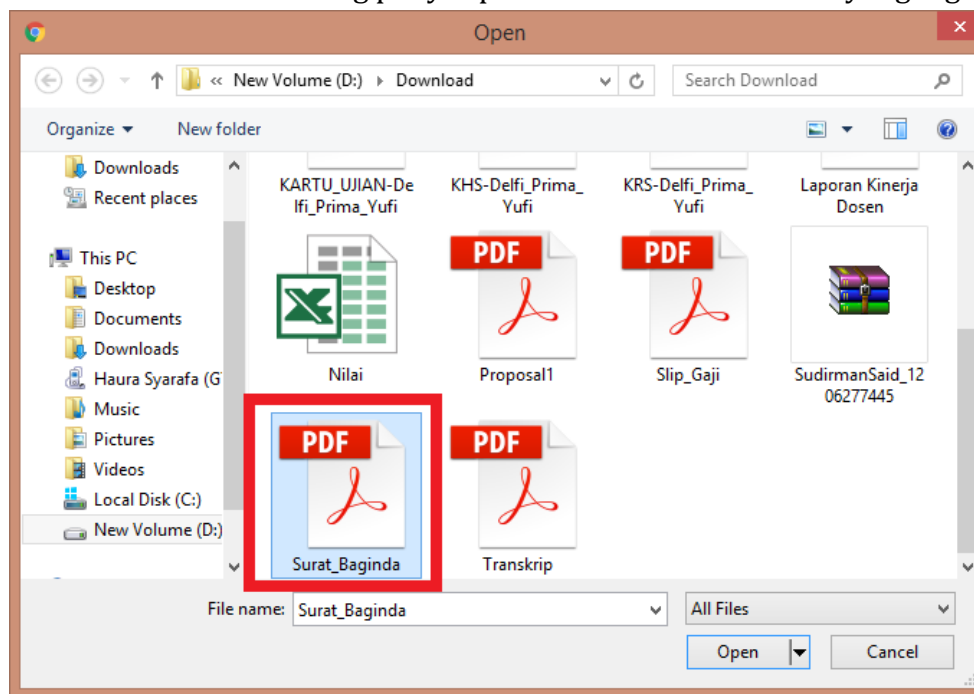 Open
« New Volume (D:) ▸ Download
Search Download
Organize
New folder
Downloads
Recent places
This PC
Desktop
Documents
Downloads
Haura Syarafa (G
Music
Pictures
Videos
Local Disk (C:)
New Volume (D:)
KARTU_UJIAN-De
lfi_Prima_Yufi
KHS-Delfi_Prima_
Yufi
KRS-Delfi_Prima_
Yufi
Laporan Kinerja
Dosen
Nilai
PDF
Proposal1
PDF
Slip_Gaji
SudirmanSaid_12
06277445
PDF
Surat_Baginda
PDF
Transkrip
File name: Surat_Baginda
All Files
Open
Cancel